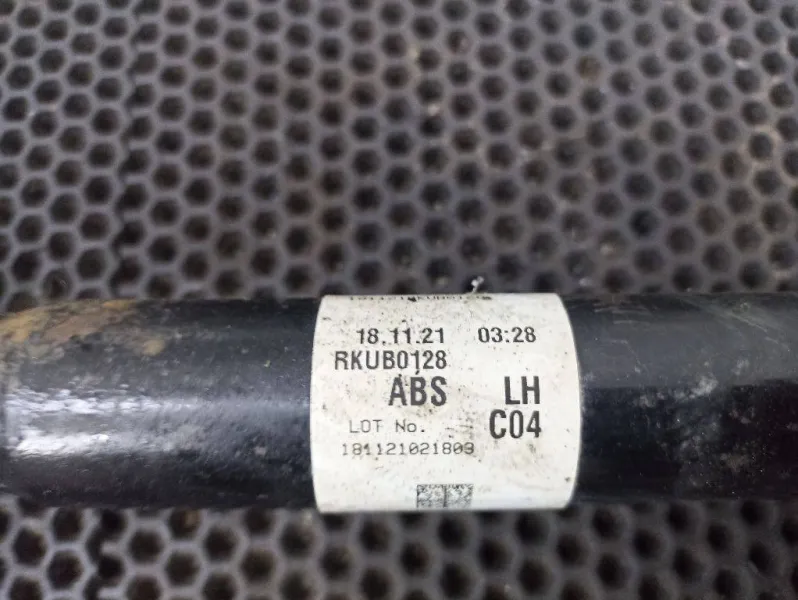 18.11.21 03:28
RKUB0128
ABS LH
LOT No. C04
181121021809